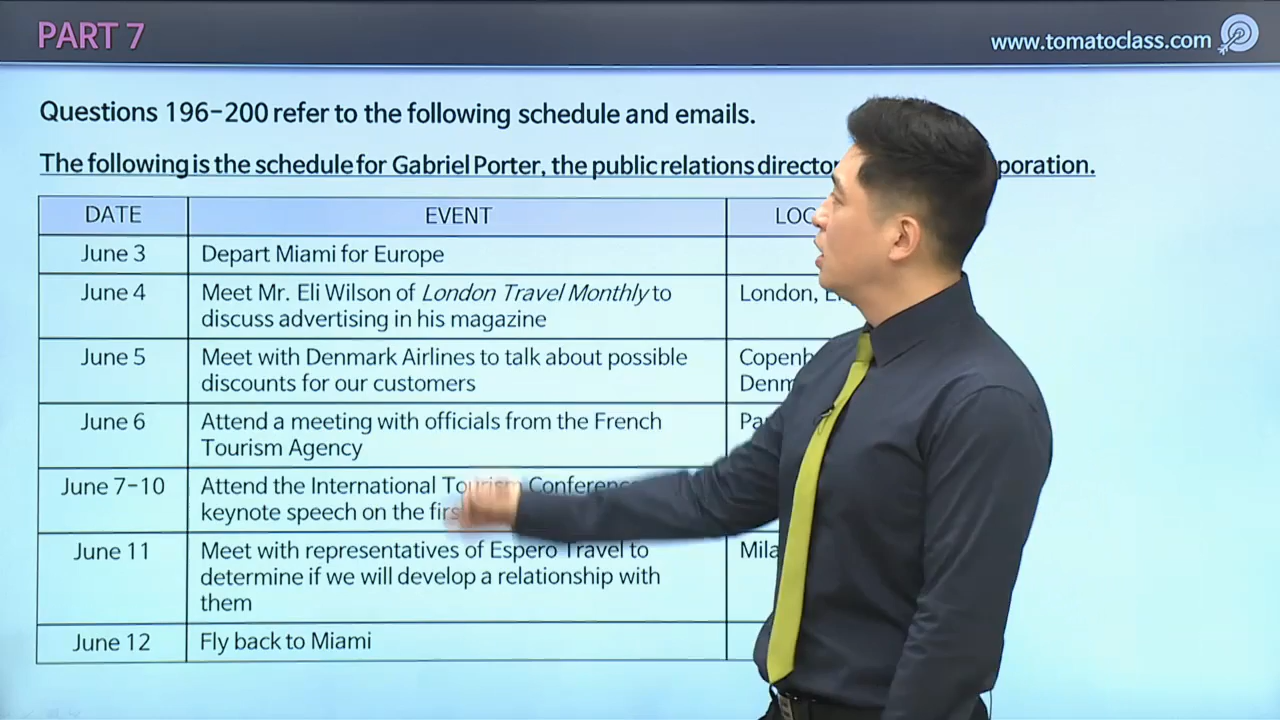 PART 7
www.tomatoclass.com
Questions 196-200 refer to the following schedule and emails.
The following is the schedule for Gabriel Porter, the public relations
DATE EVENT
June 3 Depart Miami for Europe
June 4 Meet Mr. Eli Wilson of London Travel Monthly to
discuss advertising in his magazine
London,
June 5 Meet with Denmark Airlines to talk about possible
discounts for our customers
June 6 Attend a meeting with officials from the French
Tourism Agency
June 7-10 Attend the International Tourism
keynote speech on the
June 11 Meet with representatives of Espero Travel to
determine if we will develop a relationship with
them
June 12 Fly back to Miami